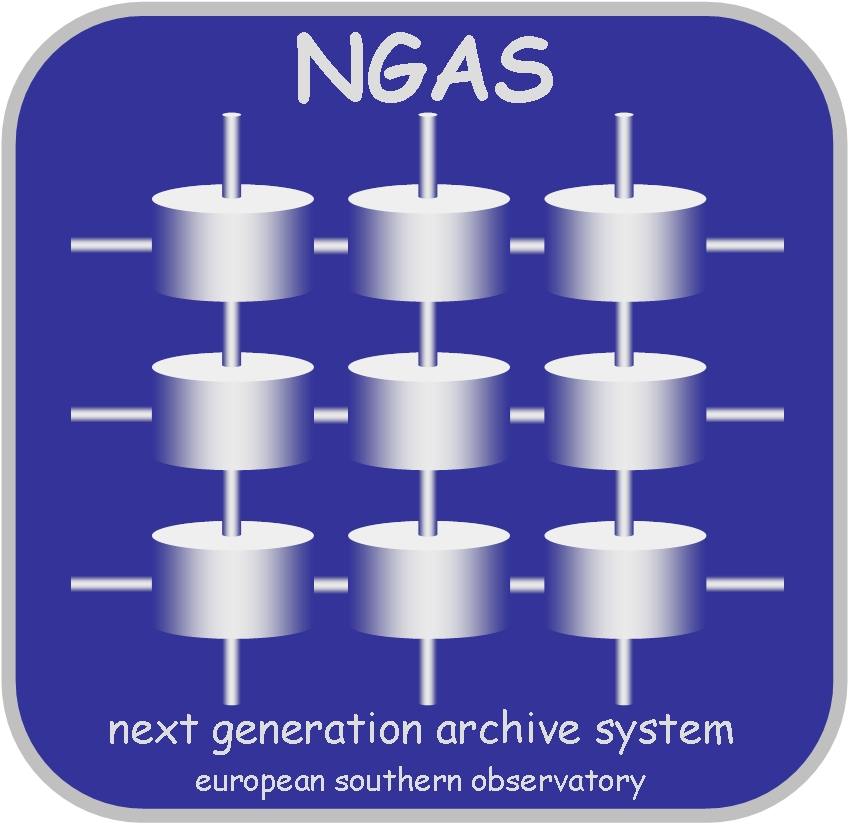 NGAS
next generation archive system
european southern observatory